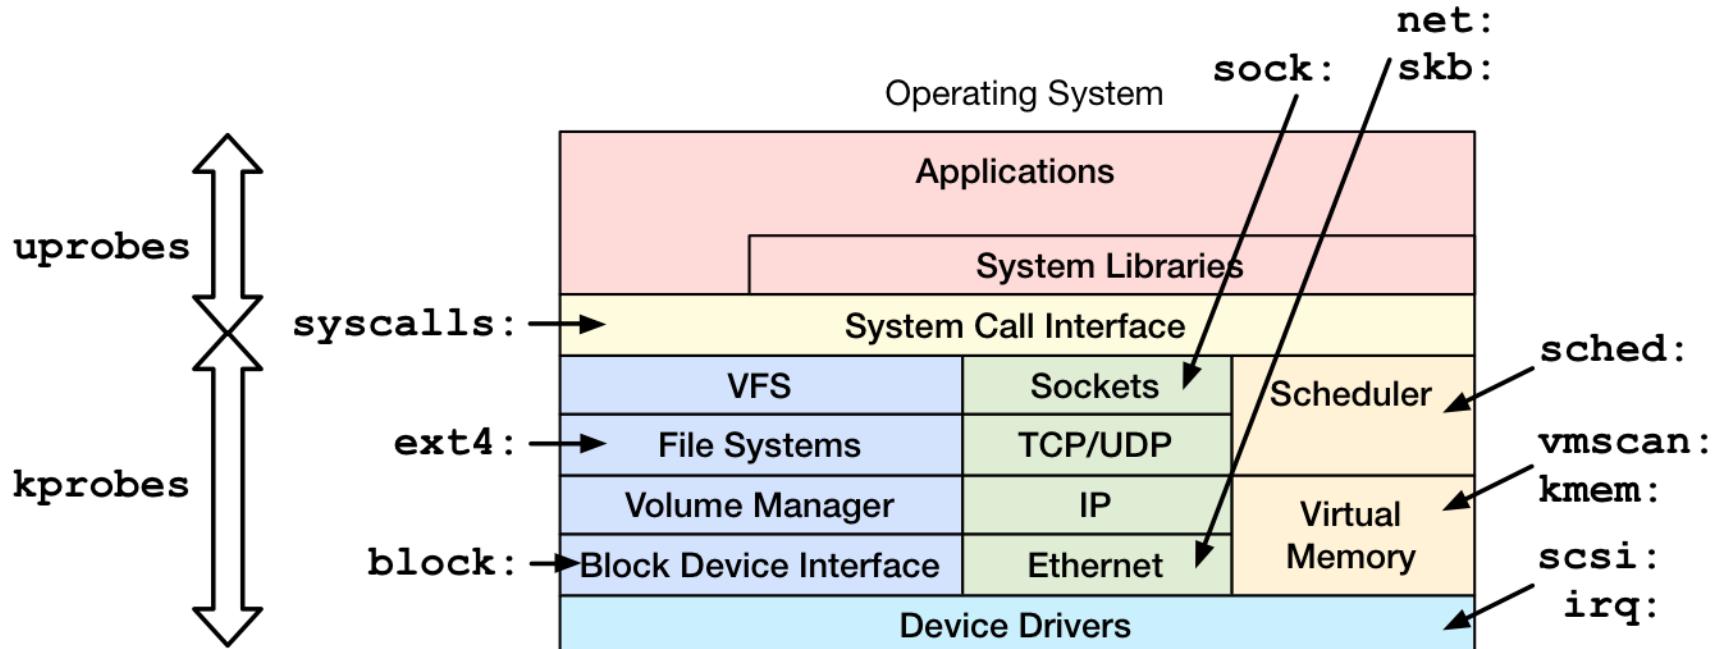 net:
sock: skb:
Operating System
Applications
uprobes
System Libraries
syscalls:
System Call Interface
sched:
VFS
Sockets
Scheduler
ext4:
File Systems
TCP/UDP
vmscan:
kprobes
kmem:
Volume Manager
IP
Virtual
Memory
block:
Block Device Interface
Ethernet
scsi:
irq:
Device Drivers